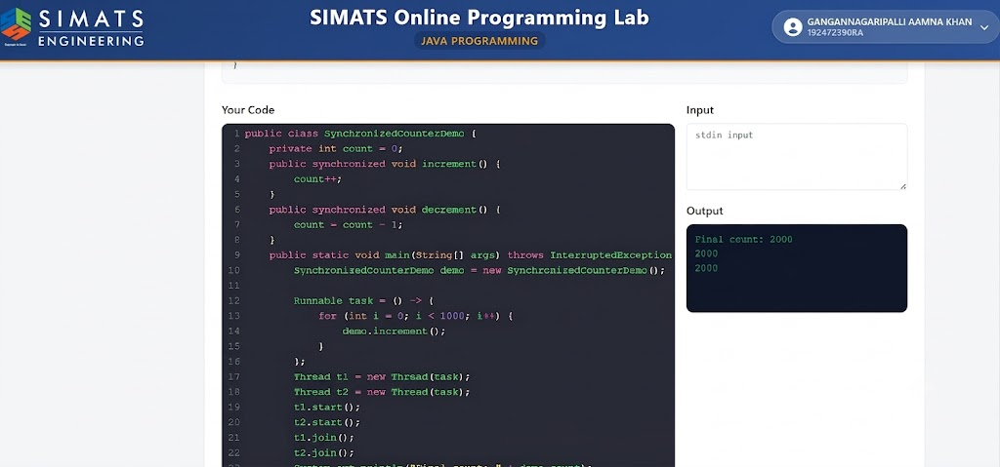 SIMATS
ENGINEERING
SIMATS Online Programming Lab
JAVA PROGRAMMING
GANGANNAGARIPALLI AAMNA KHAN
192472390RA
}
Your Code
1 public class SynchronizedCounterDemo {
2 private int count = 0;
3 public synchronized void increment() {
4 count++;
5 }
6 public synchronized void decrement() {
7 count = count - 1;
8 }
9 public static void main(String[] args) throws InterruptedException
10 SynchronizedCounterDemo demo = new SynchronizedCounterDemo();
11
12 Runnable task = () -> {
13 for (int i = 0; i < 1000; i++) {
14 demo.increment();
15 }
16 };
17 Thread t1 = new Thread(task);
18 Thread t2 = new Thread(task);
19 t1.start();
20 t2.start();
21 t1.join();
22 t2.join();
Input
stdin input
Output
Final count: 2000
2000
2000